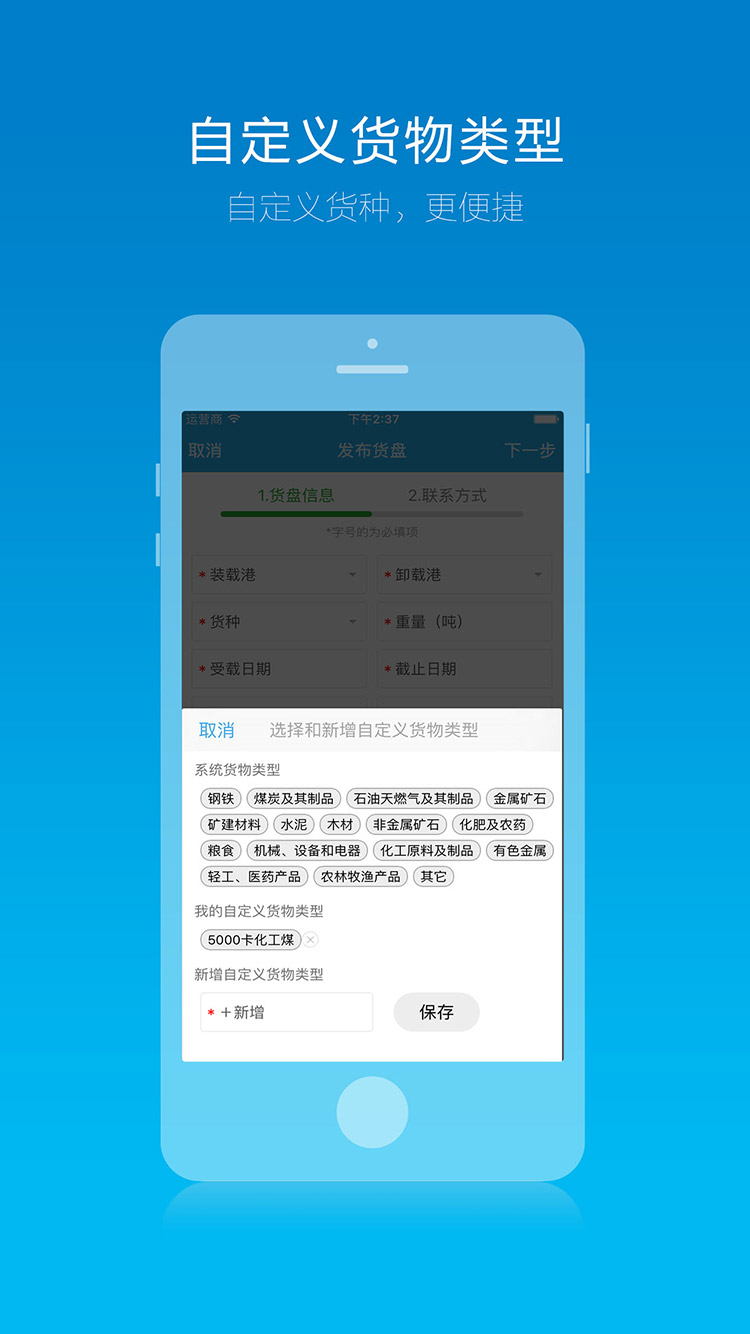 自定义货物类型
自定义货种，更便捷
运营商 下午2:37
取消 发布货盘 下一步
1.货盘信息 2.联系方式
*字号的为必填项
* 装载港 * 卸载港
* 货种 * 重量（吨）
* 受载日期 * 截止日期
取消 选择和新增自定义货物类型
系统货物类型
钢铁 煤炭及其制品 石油天燃气及其制品 金属矿石
矿建材料 水泥 木材 非金属矿石 化肥及农药
粮食 机械、设备和电器 化工原料及制品 有色金属
轻工、医药产品 农林牧渔产品 其它
我的自定义货物类型
5000卡化工煤
新增自定义货物类型
* ＋新增 保存